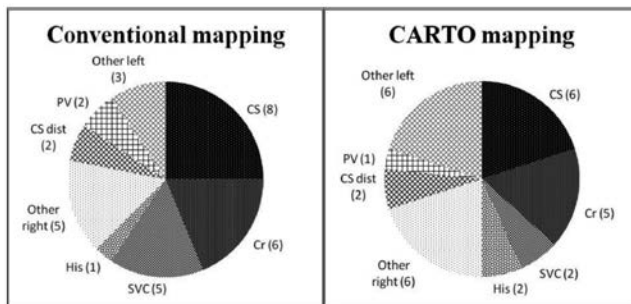 Conventional mapping
Other left
(3)
PV (2)
CS dist
(2)
Other
right (5)
His (1)
SVC (5)
Cr (6)
CS (8)
CARTO mapping
Other left
(6)
PV (1)
CS dist
(2)
Other
right (6)
His (2)
SVC (2)
Cr (5)
CS (6)